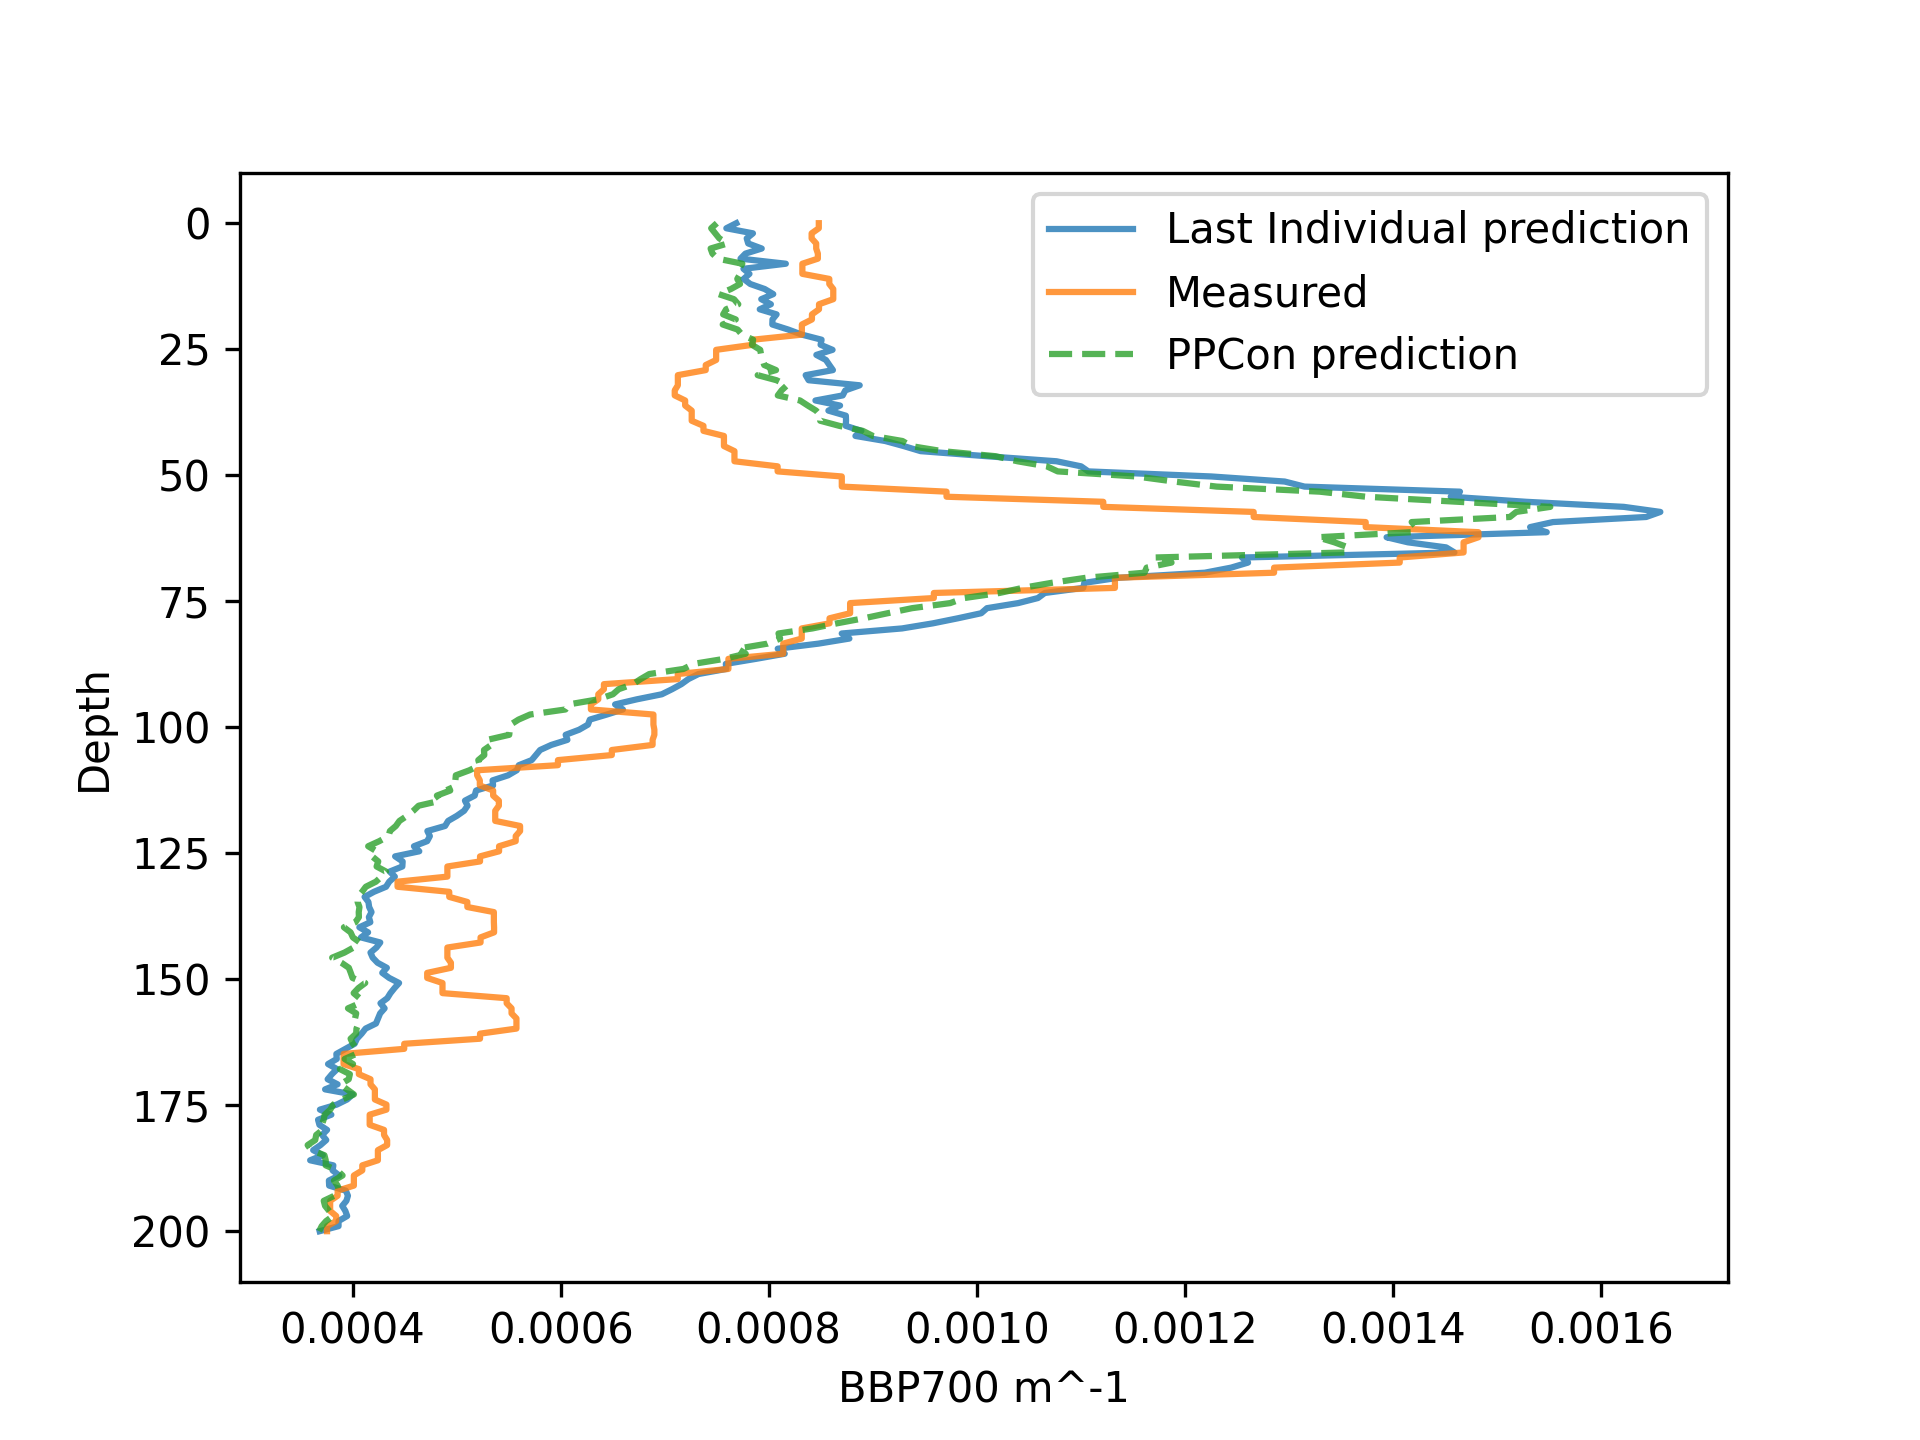 Last Individual prediction
Measured
PPCon prediction
0
25
50
75
100
125
150
175
200
Depth
0.0004 0.0006 0.0008 0.0010 0.0012 0.0014 0.0016
BBP700 m^-1